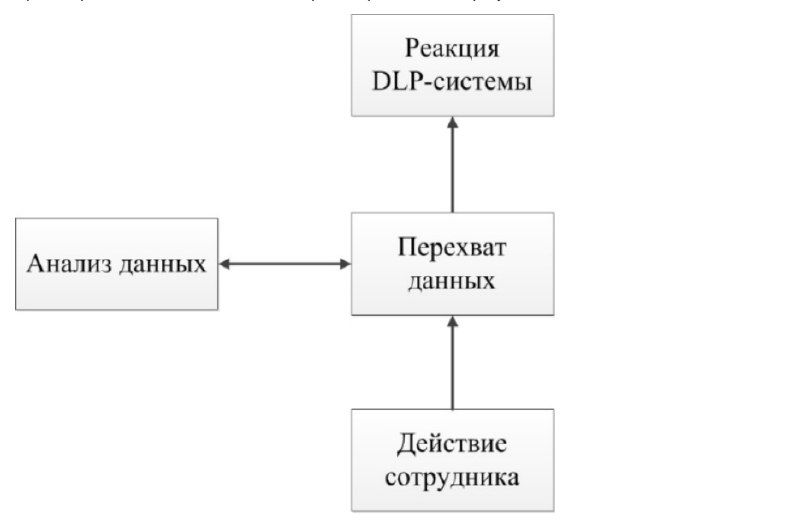 Реакция
DLP-системы
Анализ данных
Перехват
данных
Действие
сотрудника